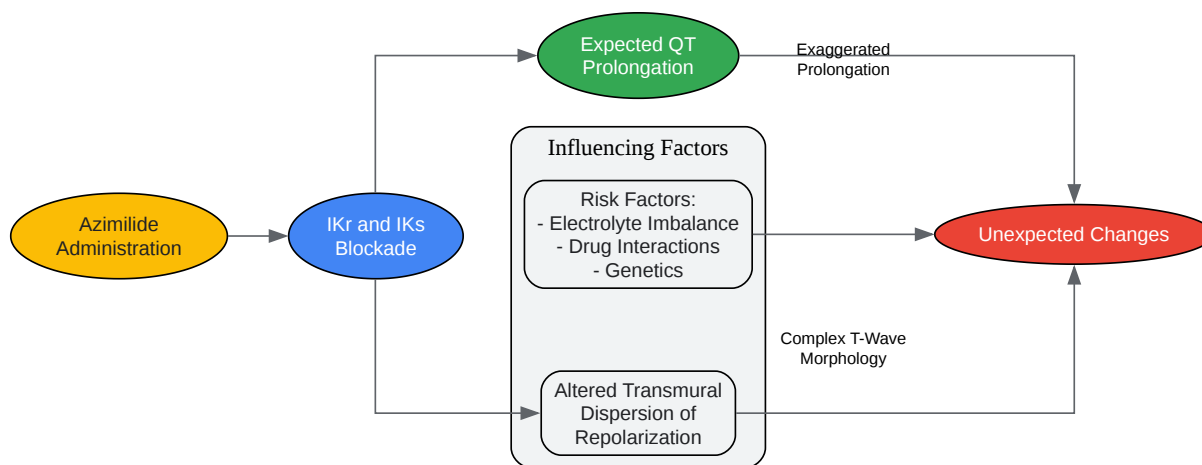 Expected QT
Prolongation
Exaggerated
Prolongation
Influencing Factors
Azimilide
Administration
IKr and IKs
Blockade
Risk Factors:
- Electrolyte Imbalance
- Drug Interactions
- Genetics
Unexpected Changes
Complex T-Wave
Morphology
Altered Transmural
Dispersion of
Repolarization